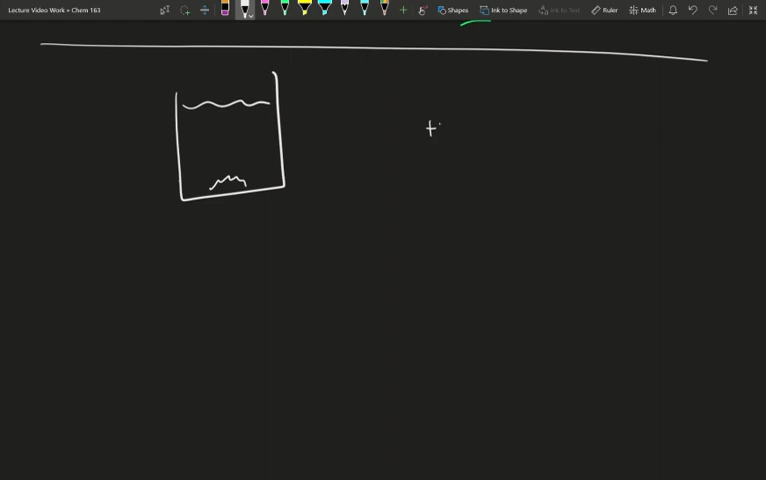 Lecture Video Work » Chem 163
Shapes
Ink to Shape
Ink to Text
Ruler
Math
+